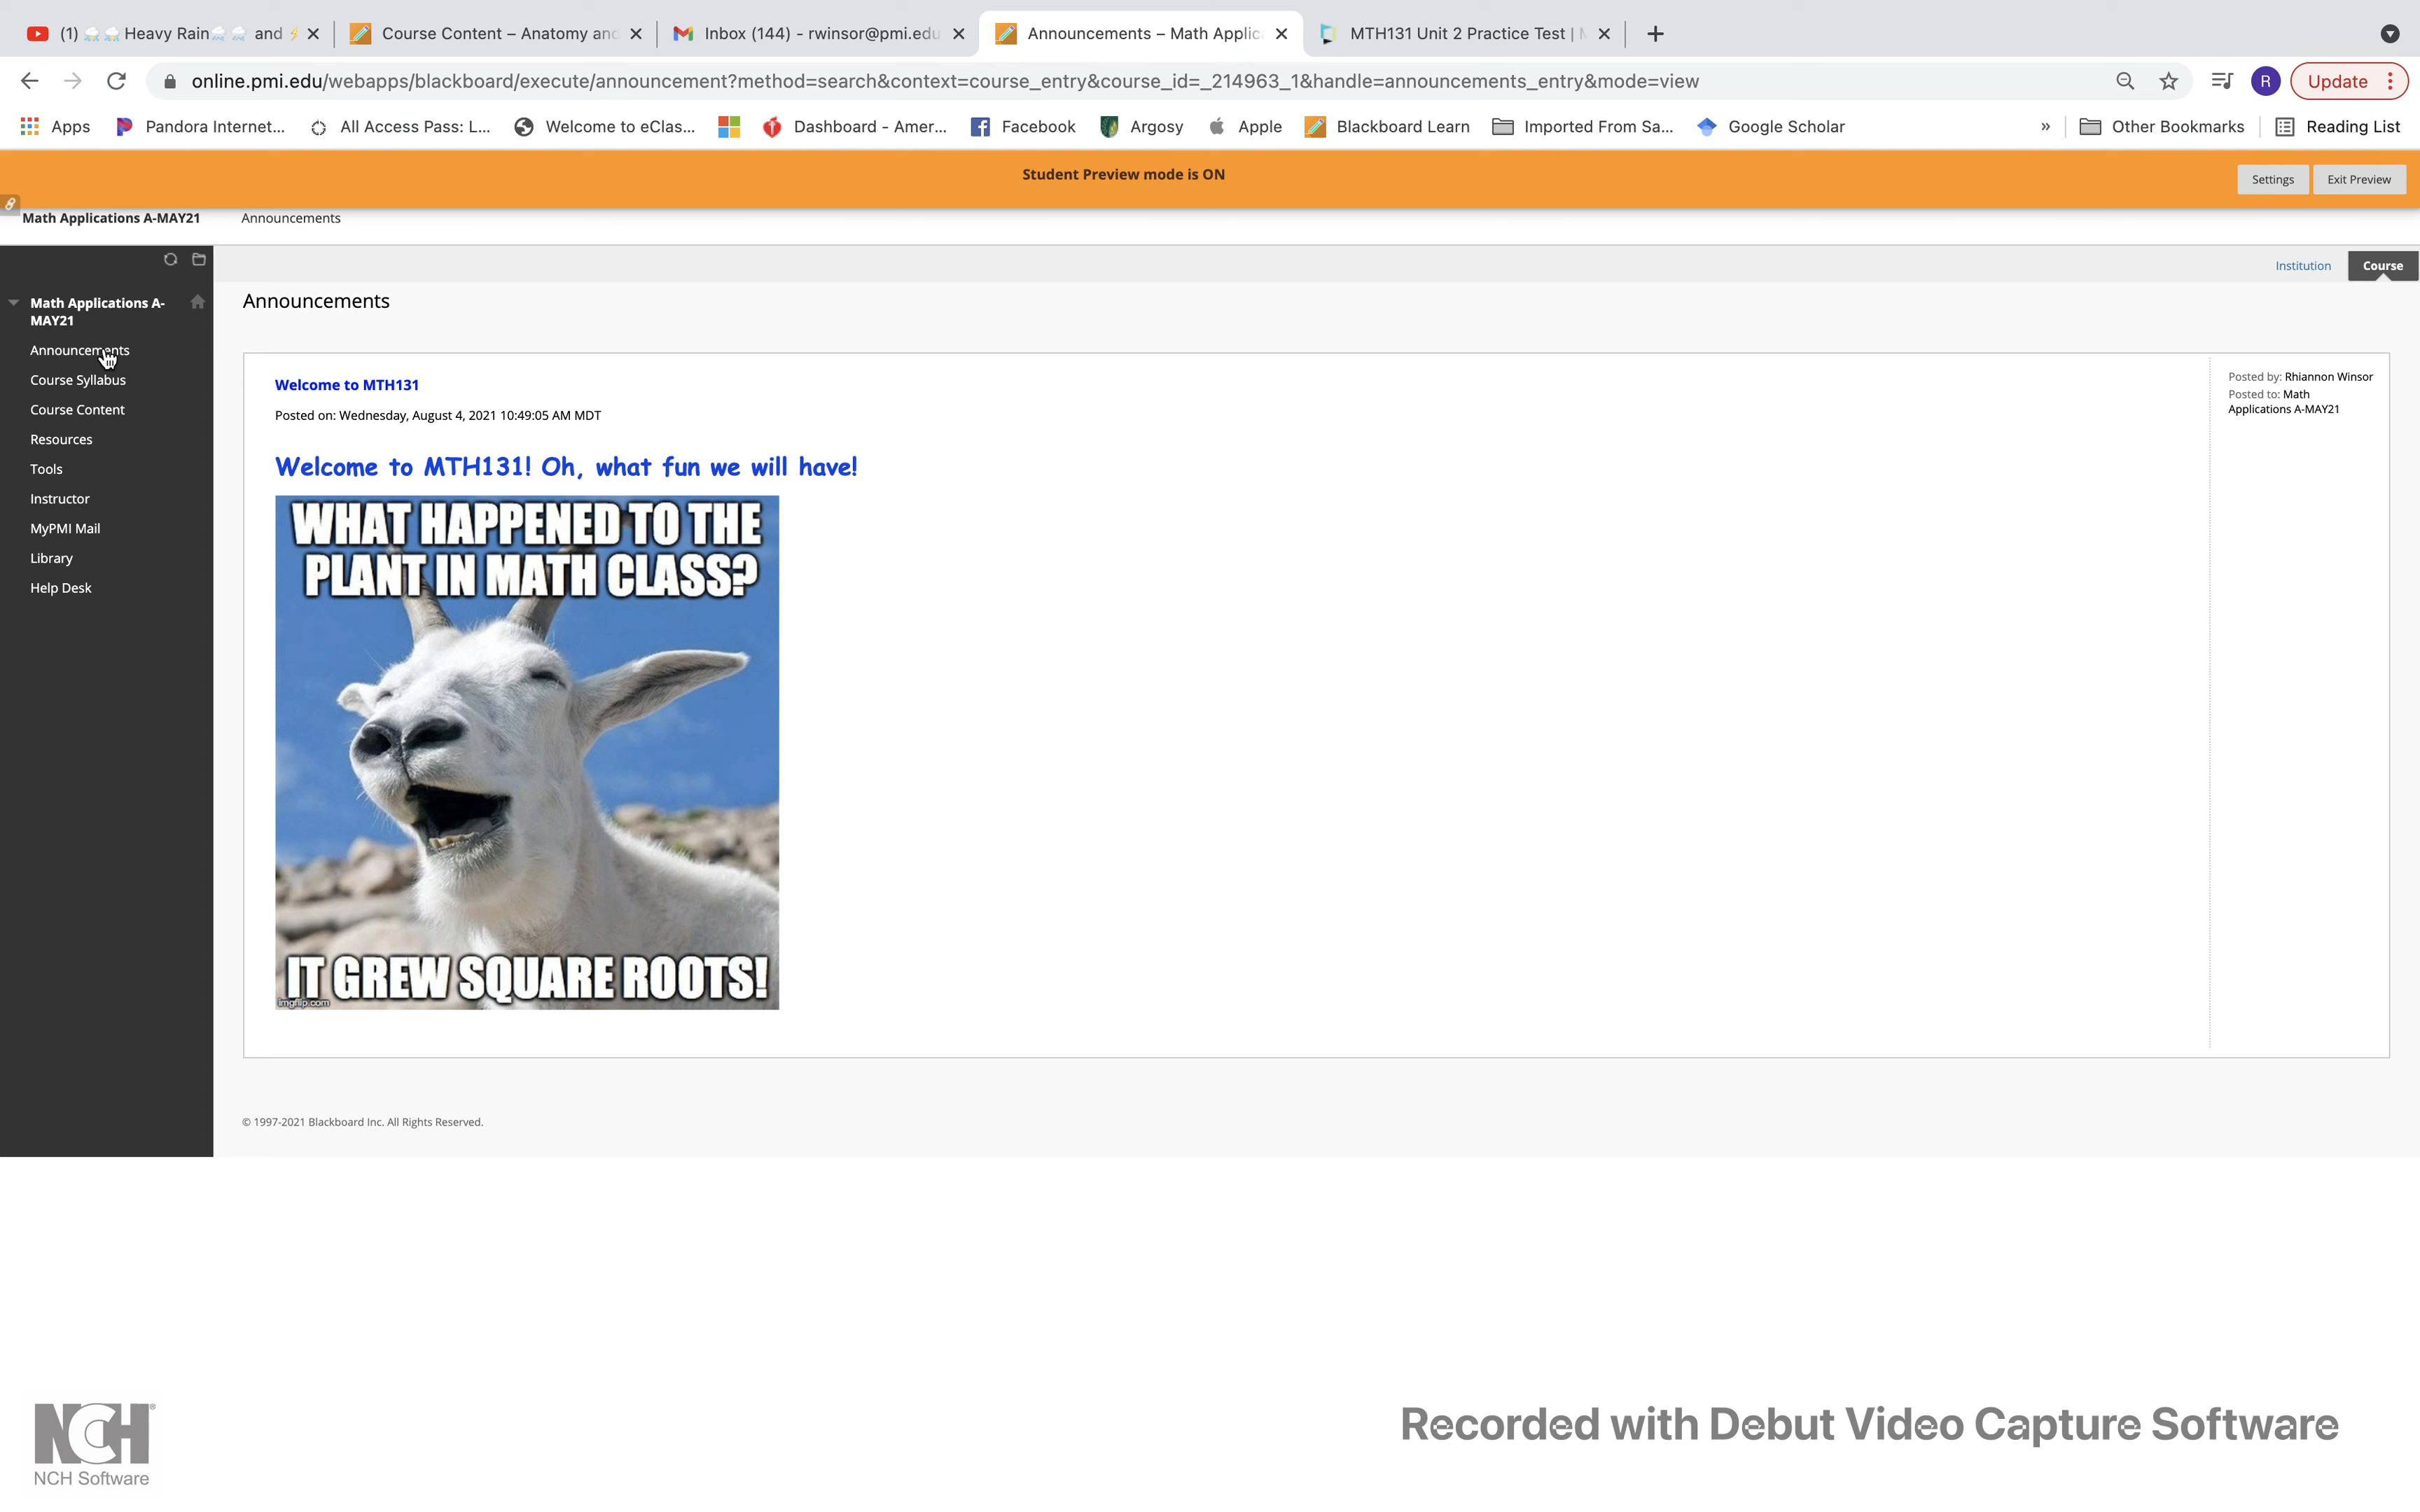 (1) Heavy Rain and
Course Content – Anatomy and
Inbox (144) - rwinsor@pmi.edu
Announcements – Math Applic
MTH131 Unit 2 Practice Test |
online.pmi.edu/webapps/blackboard/execute/announcement?method=search&context=course_entry&course_id=_214963_1&handle=announcements_entry&mode=view
R
Update
Apps
Pandora Internet...
All Access Pass: L...
Welcome to eClas...
Dashboard - Amer...
Facebook
Argosy
Apple
Blackboard Learn
Imported From Sa...
Google Scholar
»
Other Bookmarks
Reading List
Student Preview mode is ON
Settings
Exit Preview
Math Applications A-MAY21
Announcements
Institution
Course
Math Applications A-
MAY21
Announcements
Course Syllabus
Course Content
Resources
Tools
Instructor
MyPMI Mail
Library
Help Desk
Announcements
Welcome to MTH131
Posted on: Wednesday, August 4, 2021 10:49:05 AM MDT
Posted by: Rhiannon Winsor
Posted to: Math
Applications A-MAY21
Welcome to MTH131! Oh, what fun we will have!
WHAT HAPPENED TO THE
PLANT IN MATH CLASS?
IT GREW SQUARE ROOTS!
imgflip.com
© 1997-2021 Blackboard Inc. All Rights Reserved.
NCH®
NCH Software
Recorded with Debut Video Capture Software